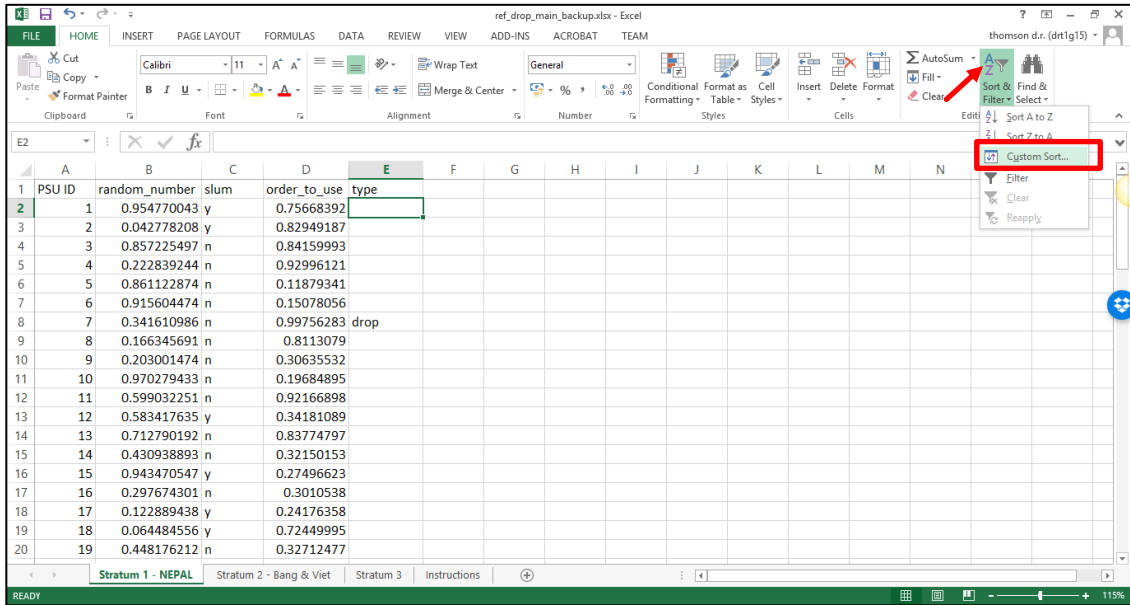 ref_drop_main_backup.xlsx - Excel
FILE HOME INSERT PAGE LAYOUT FORMULAS DATA REVIEW VIEW ADD-INS ACROBAT TEAM thomson d.r. (drt1g15)
Paste
Cut
Copy
Format Painter
Clipboard
Calibri 11
B I U
Font
Wrap Text
Merge & Center
Alignment
General
% ,
Number
Conditional Formatting
Format as Table
Cell Styles
Styles
Insert Delete Format
Cells
AutoSum
Fill
Clear
Sort & Filter
Find & Select
Editi
Sort A to Z
Sort Z to A
Custom Sort...
Filter
Clear
Reapply
E2 fx
A B C D E F G H I J K L M N
1 PSU ID random_number slum order_to_use type
2 1 0.954770043 y 0.75668392
3 2 0.042778208 y 0.82949187
4 3 0.857225497 n 0.84159993
5 4 0.222839244 n 0.92996121
6 5 0.861122874 n 0.11879341
7 6 0.915604474 n 0.15078056
8 7 0.341610986 n 0.99756283 drop
9 8 0.166345691 n 0.8113079
10 9 0.203001474 n 0.30635532
11 10 0.970279433 n 0.19684895
12 11 0.599032251 n 0.92166898
13 12 0.583417635 y 0.34181089
14 13 0.712790192 n 0.83774797
15 14 0.430938893 n 0.32150153
16 15 0.943470547 y 0.27496623
17 16 0.297674301 n 0.3010538
18 17 0.122889438 y 0.24176358
19 18 0.064484556 y 0.72449995
20 19 0.448176212 n 0.32712477
Stratum 1 - NEPAL Stratum 2 - Bang & Viet Stratum 3 Instructions
READY 115%